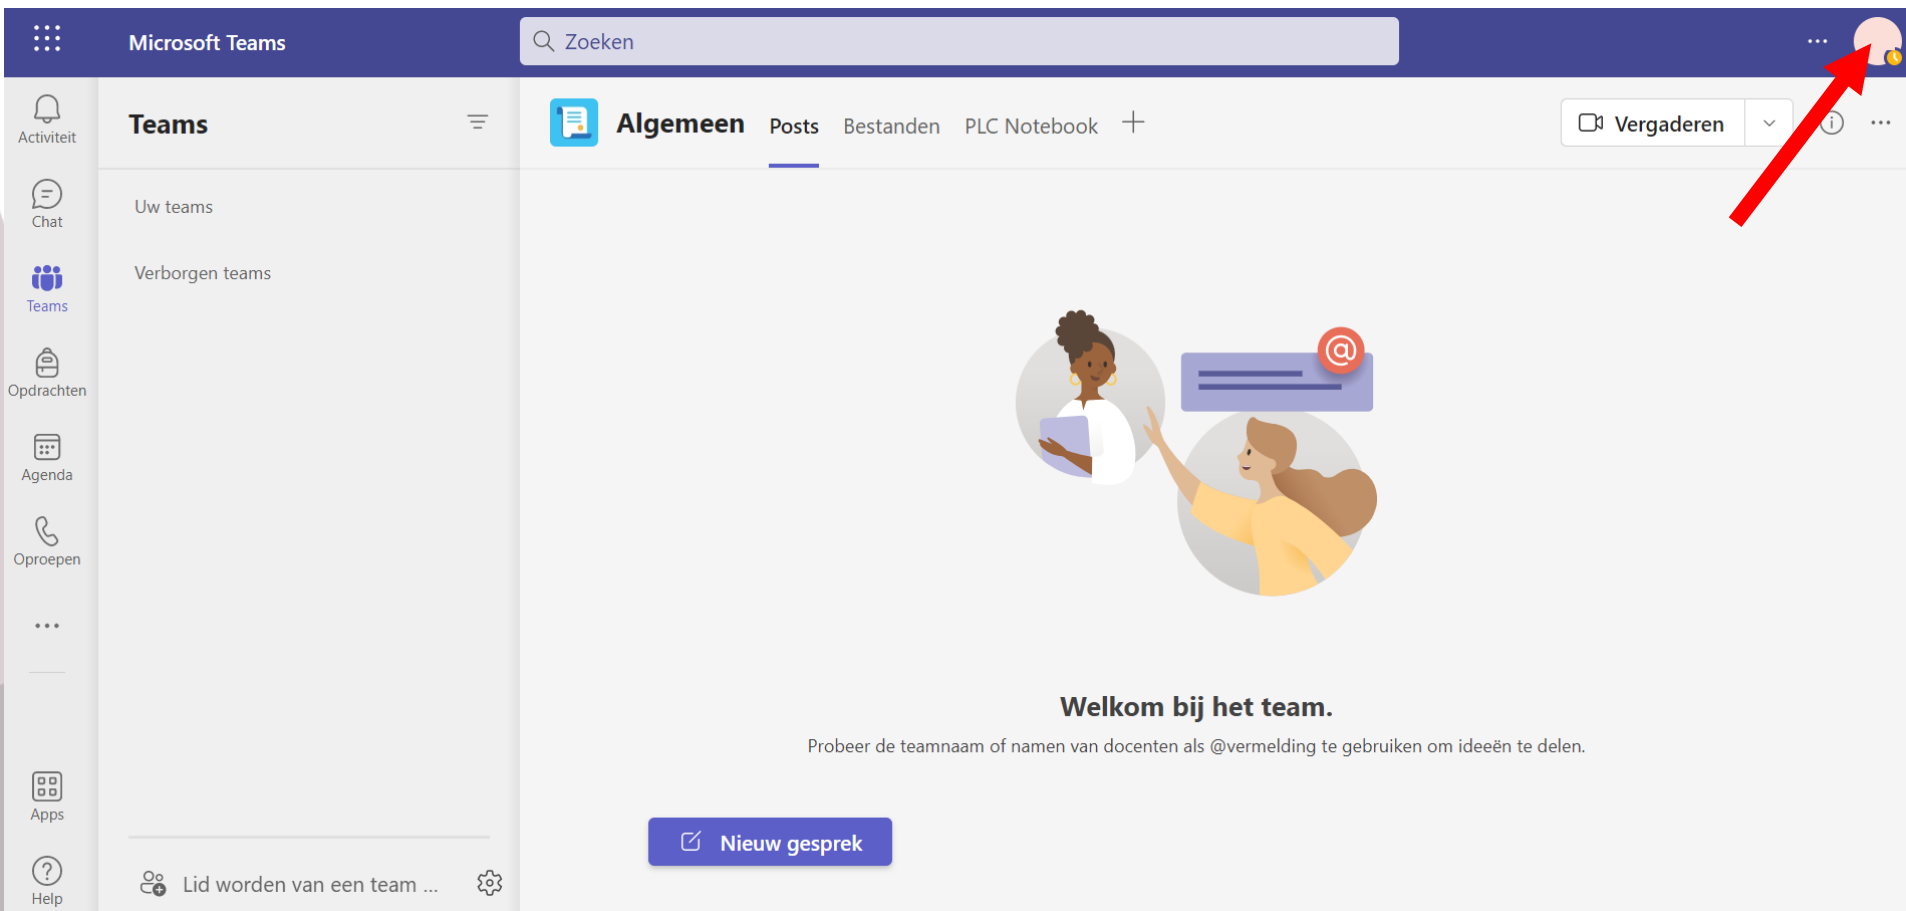 Microsoft Teams
Zoeken
Activiteit
Chat
Teams
Opdrachten
Agenda
Oproepen
Apps
Help
Teams
Uw teams
Verborgen teams
Lid worden van een team ...
Algemeen Posts Bestanden PLC Notebook
Vergaderen
@
Welkom bij het team.
Probeer de teamnaam of namen van docenten als @vermelding te gebruiken om ideeën te delen.
Nieuw gesprek